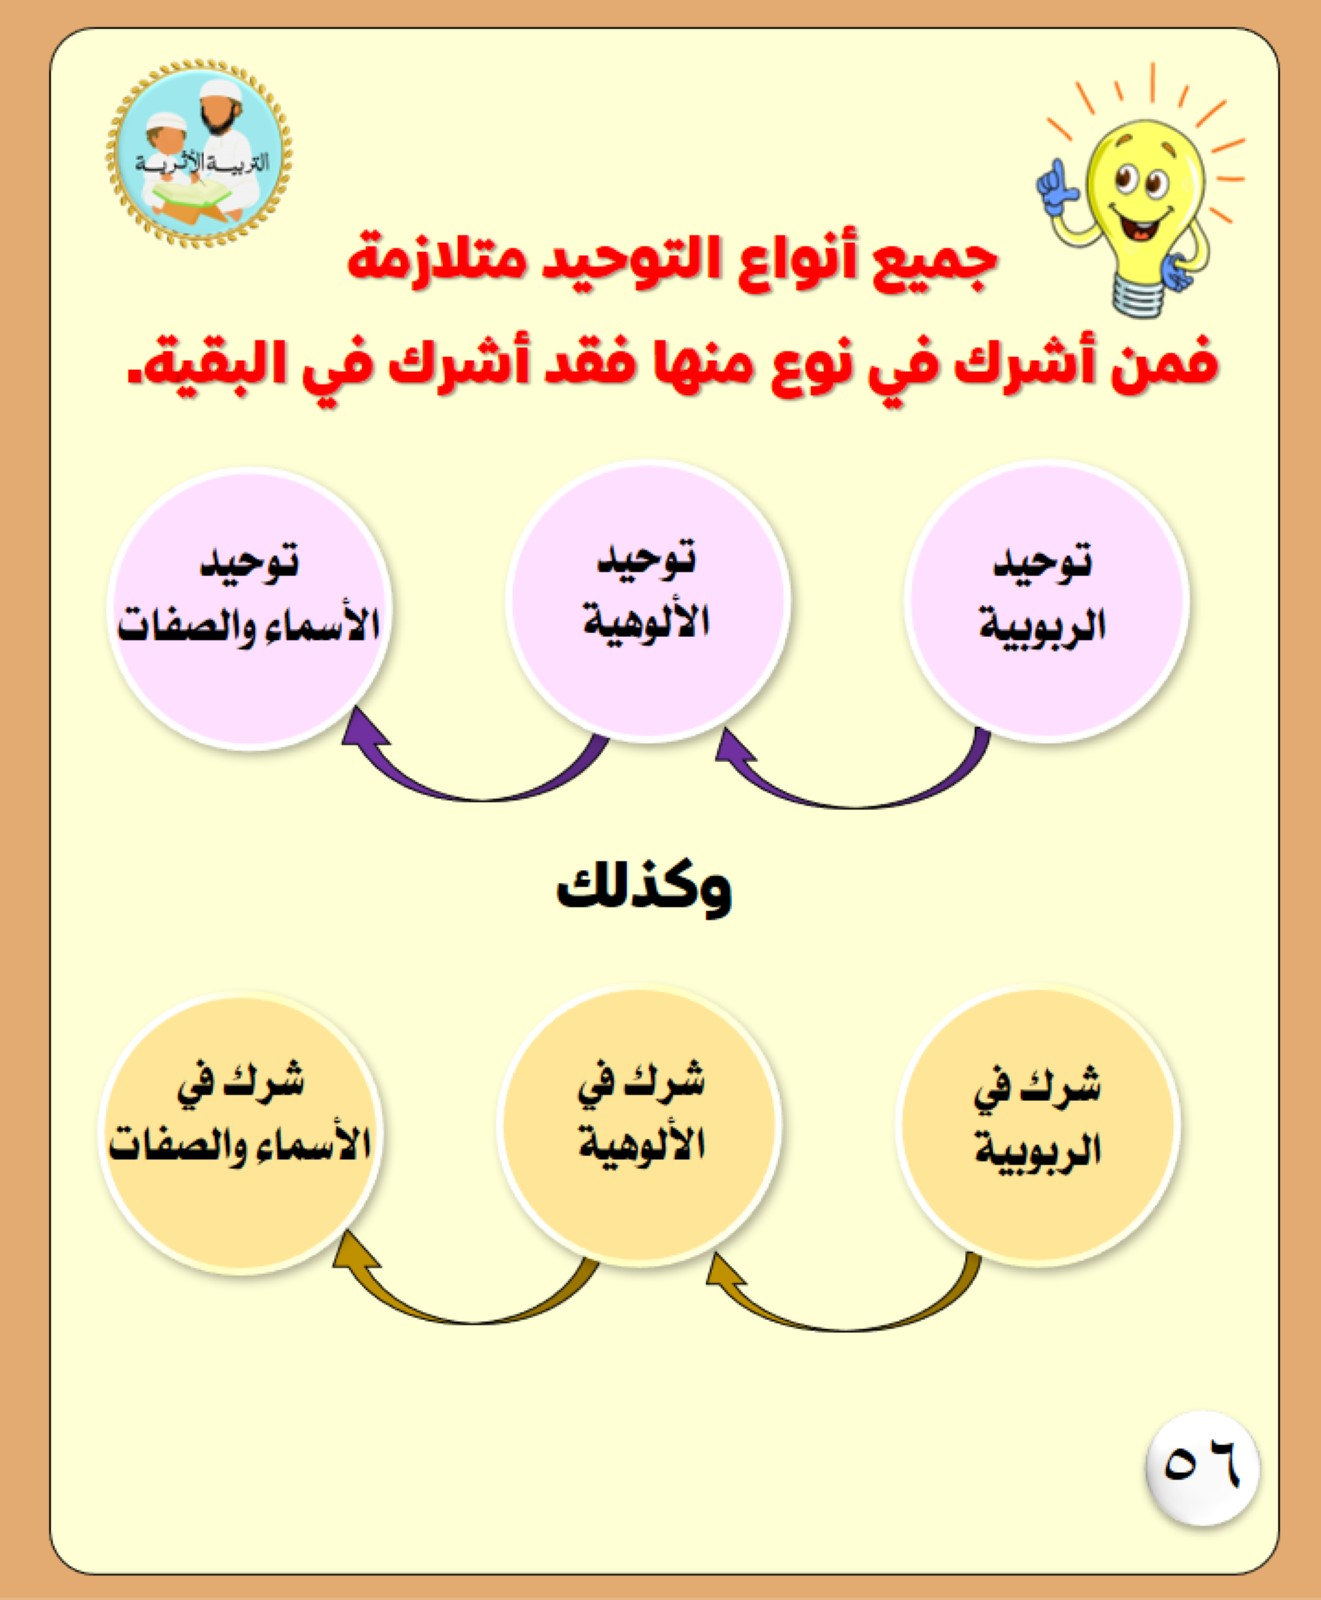 التربية الأثرية
جميع أنواع التوحيد متلازمة
فمن أشرك في نوع منها فقد أشرك في البقية.
توحيد
الربوبية
توحيد
الألوهية
توحيد
الأسماء والصفات
وكذلك
شرك في
الربوبية
شرك في
الألوهية
شرك في
الأسماء والصفات
٥٦